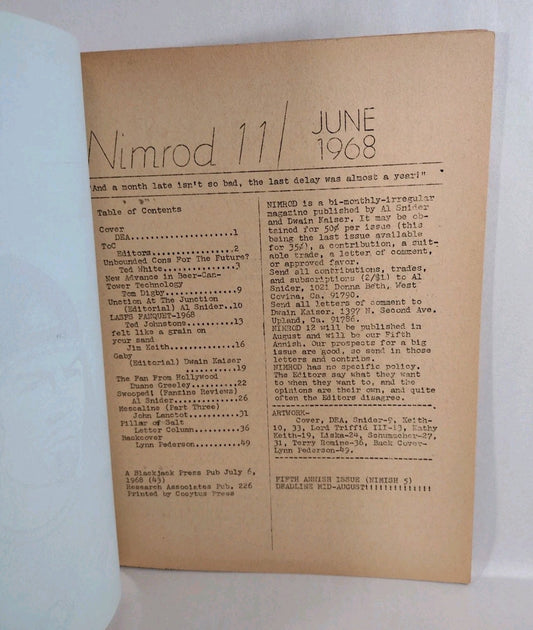 Nimrod 11/ JUNE
1968
"And a month late isn't so bad, the last delay was almost a year!"
Table of Contents
Cover
DEA....................1
ToC
Editors................2
Unbounded Cons For The Future?
Ted White..............3
New Advance in Beer-Can-
Tower Technology
Tom Digby..............9
Unction At The Junction
(Editorial) Al Snider..10
LASFS FANQUET-1968
Ted Johnstone..........13
felt like a grain on
your sand
Jim Keith..............16
Gaby
(Editorial) Dwain Kaiser
...........19
The Fan From Hollywood
Duane Greeley..........22
Swooped! (Fanzine Reviews)
Al Snider..............26
Mescaline (Part Three)
John Lanctot...........31
Pillar of Salt
Letter Column..........36
Backcover
Lynn Pederson..........49
A Blackjack Press Pub July 6,
1968 (43)
Research Associates Pub. 226
Printed by Cocytus Press
NIMROD is a bi-monthly-irregular
magazine published by Al Snider
and Dwain Kaiser. It may be ob-
tained for 50¢ per issue (this
being the last issue available
for 35¢), a contribution, a suit-
able trade, a letter of comment,
or approved favor.
Send all contributions, trades,
and subscriptions (2/$1) to Al
Snider, 1021 Donna Beth, West
Covina, Ca. 91790.
Send all letters of comment to
Dwain Kaiser. 1397 N. Second Ave.
Upland, Ca. 91786.
NIMROD 12 will be published in
August and will be our Fifth
Annish. Our prospects for a big
issue are good, so send in those
letters and contribs.
NIMROD has no specific policy.
The Editors say what they want
to when they want to, and the
opinions are their own, and quite
often the Editors disagree.
ARTWORK-
Cover, DEA, Snider-9, Keith-
10, 33, Lord Triffid III-13, Kathy
Keith-19, Liska-24, Schumacher-27,
31, Terry Romine-36, Back Cover-
Lynn Pederson-49.
FIFTH ANNISH ISSUE (NIMISH 5)
DEADLINE MID-AUGUST!!!!!!!!!!!!!